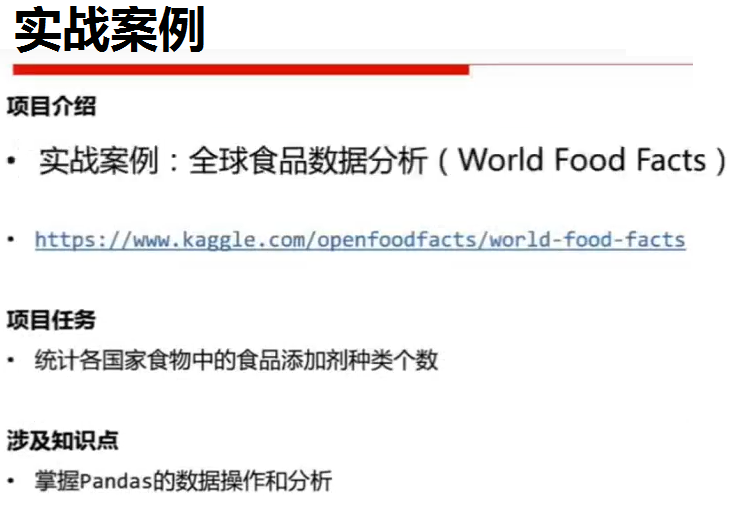 实战案例
项目介绍
• 实战案例：全球食品数据分析（World Food Facts）
• https://www.kaggle.com/openfoodfacts/world-food-facts
项目任务
• 统计各国家食物中的食品添加剂种类个数
涉及知识点
• 掌握Pandas的数据操作和分析